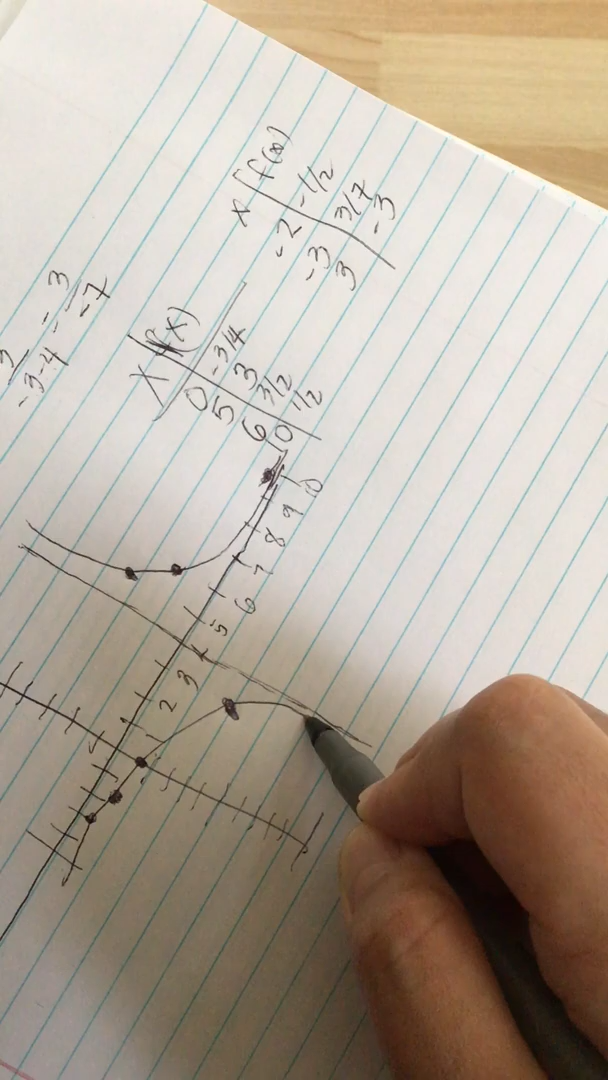 x f(x)
-2 -1/2
-3 3/7
3 -3
X f(x)
0 -3/4
5 3
6 3/2
10 1/2
3 - 3
-3-4 -7
1 2 3 4 5 6 7 8 9 10